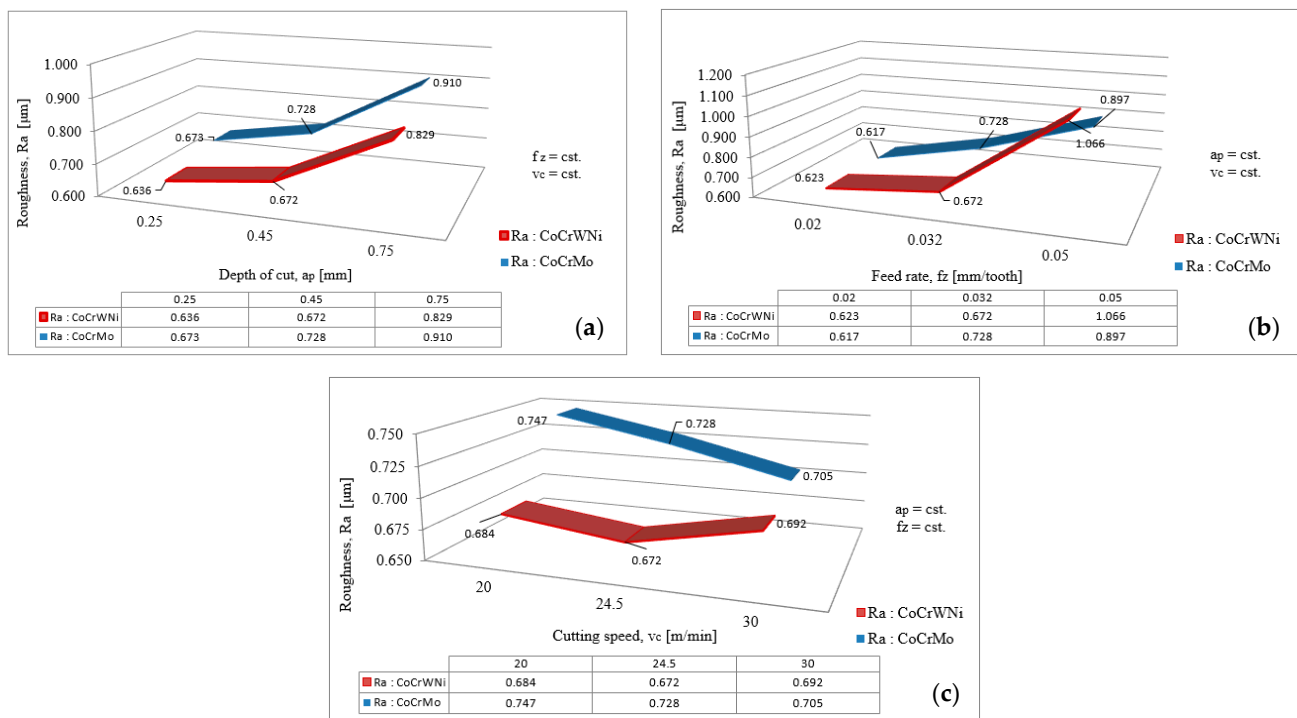 1.000
0.900
0.800
0.700
0.600
Roughness, Ra [µm]
0.910
0.728
0.673
0.829
0.636
0.672
fz = cst.
vc = cst.
0.25
0.45
0.75
Depth of cut, ap [mm]
Ra : CoCrWNi
Ra : CoCrMo
0.25 0.45 0.75
Ra : CoCrWNi 0.636 0.672 0.829
Ra : CoCrMo 0.673 0.728 0.910
(a)
1.200
1.100
1.000
0.900
0.800
0.700
0.600
Roughness, Ra [µm]
0.897
0.728
0.617
1.066
0.623
0.672
ap = cst.
vc = cst.
0.02
0.032
0.05
Feed rate, fz [mm/tooth]
Ra : CoCrWNi
Ra : CoCrMo
0.02 0.032 0.05
Ra : CoCrWNi 0.623 0.672 1.066
Ra : CoCrMo 0.617 0.728 0.897
(b)
0.750
0.725
0.700
0.675
0.650
Roughness, Ra [µm]
0.747
0.728
0.705
0.684
0.672
0.692
ap = cst.
fz = cst.
20
24.5
30
Cutting speed, vc [m/min]
Ra : CoCrWNi
Ra : CoCrMo
20 24.5 30
Ra : CoCrWNi 0.684 0.672 0.692
Ra : CoCrMo 0.747 0.728 0.705
(c)